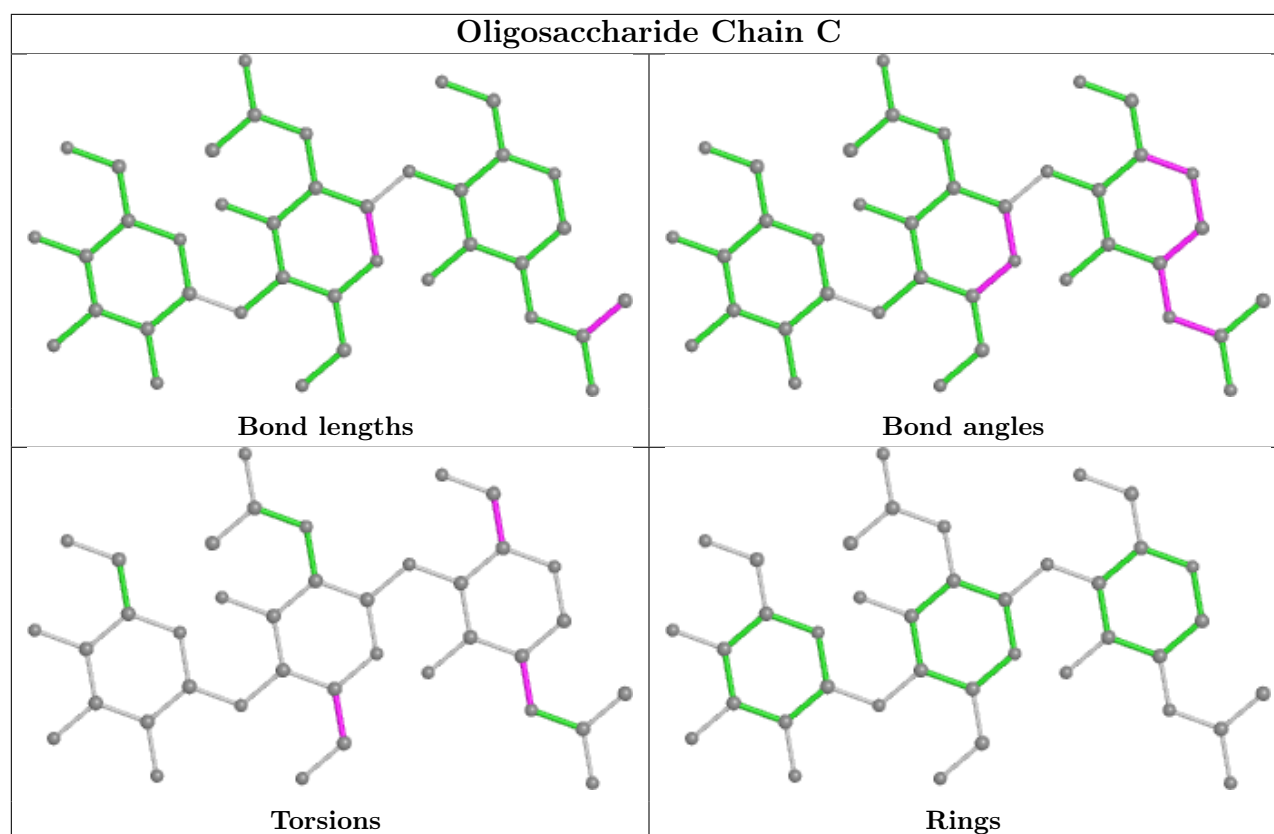 Oligosaccharide Chain C
Bond lengths
Bond angles
Torsions
Rings